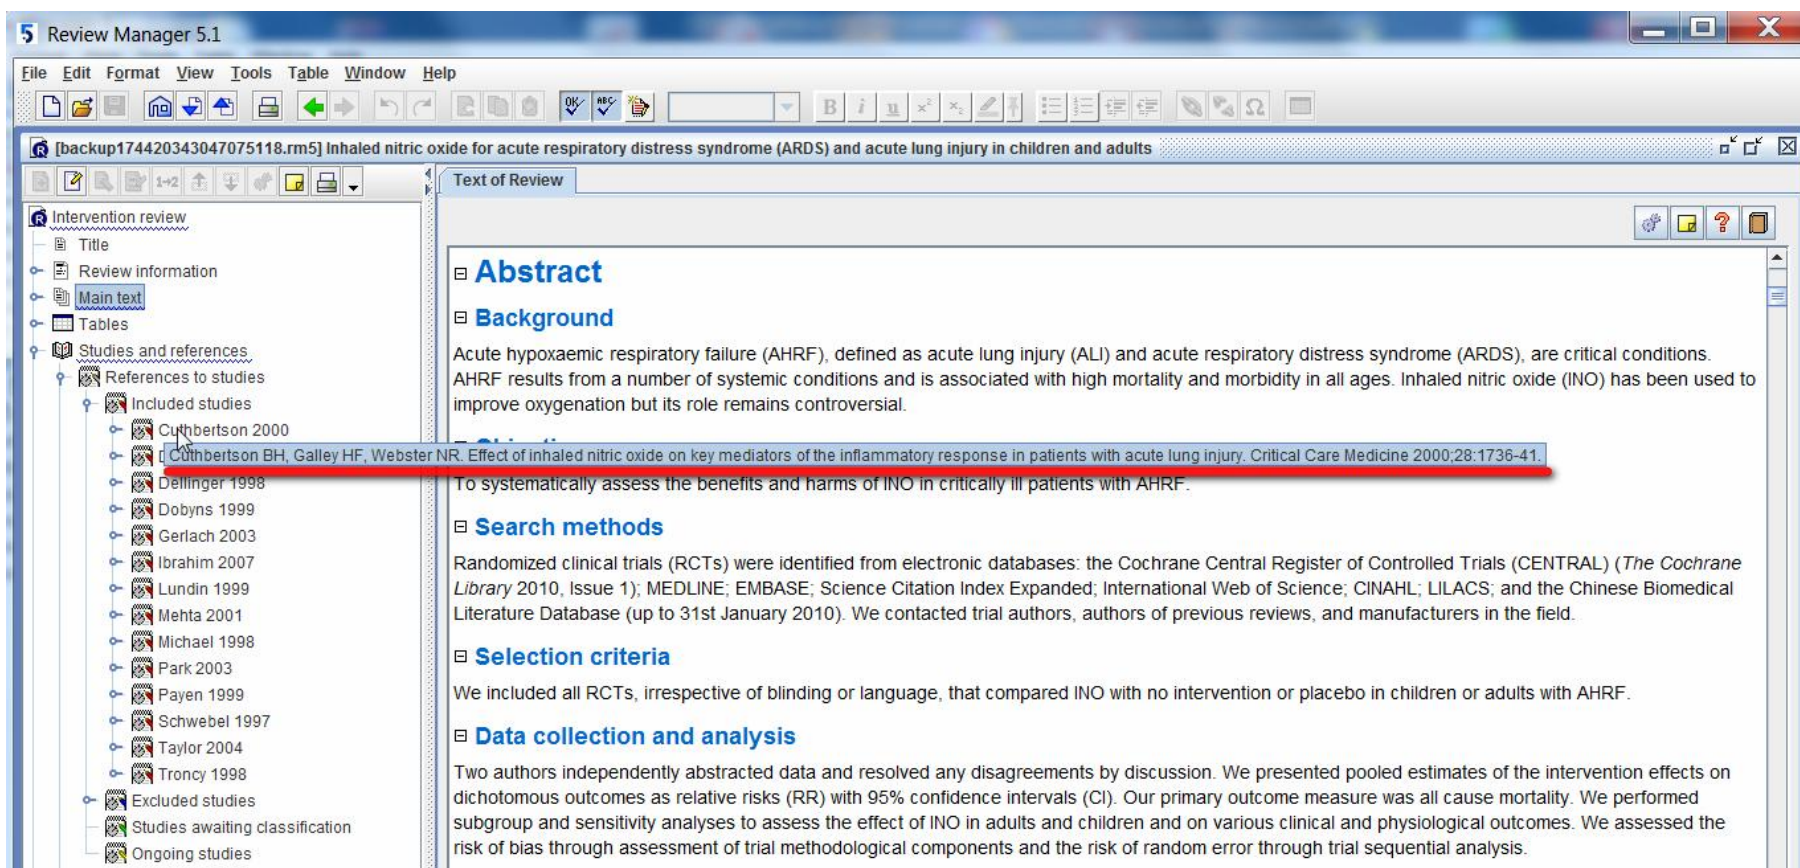 5 Review Manager 5.1
File Edit Format View Tools Table Window Help
OK ABC B i u x² x₂ Ω
[backup174420343047075118.rm5] Inhaled nitric oxide for acute respiratory distress syndrome (ARDS) and acute lung injury in children and adults
1→2
Text of Review
Intervention review
Title
Review information
Main text
Tables
Studies and references
References to studies
Included studies
Cuthbertson 2000
Cuthbertson BH, Galley HF, Webster NR. Effect of inhaled nitric oxide on key mediators of the inflammatory response in patients with acute lung injury. Critical Care Medicine 2000;28:1736-41.
Dellinger 1998
Dobyns 1999
Gerlach 2003
Ibrahim 2007
Lundin 1999
Mehta 2001
Michael 1998
Park 2003
Payen 1999
Schwebel 1997
Taylor 2004
Troncy 1998
Excluded studies
Studies awaiting classification
Ongoing studies
Abstract
Background
Acute hypoxaemic respiratory failure (AHRF), defined as acute lung injury (ALI) and acute respiratory distress syndrome (ARDS), are critical conditions.
AHRF results from a number of systemic conditions and is associated with high mortality and morbidity in all ages. Inhaled nitric oxide (INO) has been used to
improve oxygenation but its role remains controversial.
To systematically assess the benefits and harms of INO in critically ill patients with AHRF.
Search methods
Randomized clinical trials (RCTs) were identified from electronic databases: the Cochrane Central Register of Controlled Trials (CENTRAL) (The Cochrane
Library 2010, Issue 1); MEDLINE; EMBASE; Science Citation Index Expanded; International Web of Science; CINAHL; LILACS; and the Chinese Biomedical
Literature Database (up to 31st January 2010). We contacted trial authors, authors of previous reviews, and manufacturers in the field.
Selection criteria
We included all RCTs, irrespective of blinding or language, that compared INO with no intervention or placebo in children or adults with AHRF.
Data collection and analysis
Two authors independently abstracted data and resolved any disagreements by discussion. We presented pooled estimates of the intervention effects on
dichotomous outcomes as relative risks (RR) with 95% confidence intervals (CI). Our primary outcome measure was all cause mortality. We performed
subgroup and sensitivity analyses to assess the effect of INO in adults and children and on various clinical and physiological outcomes. We assessed the
risk of bias through assessment of trial methodological components and the risk of random error through trial sequential analysis.